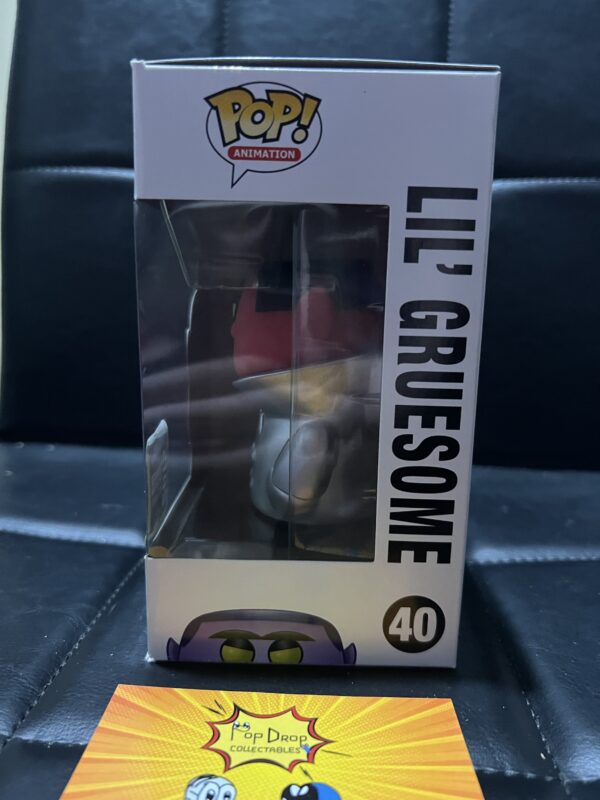 POP!
ANIMATION
LIL' GRUESOME
40
Pop Drop
COLLECTABLES